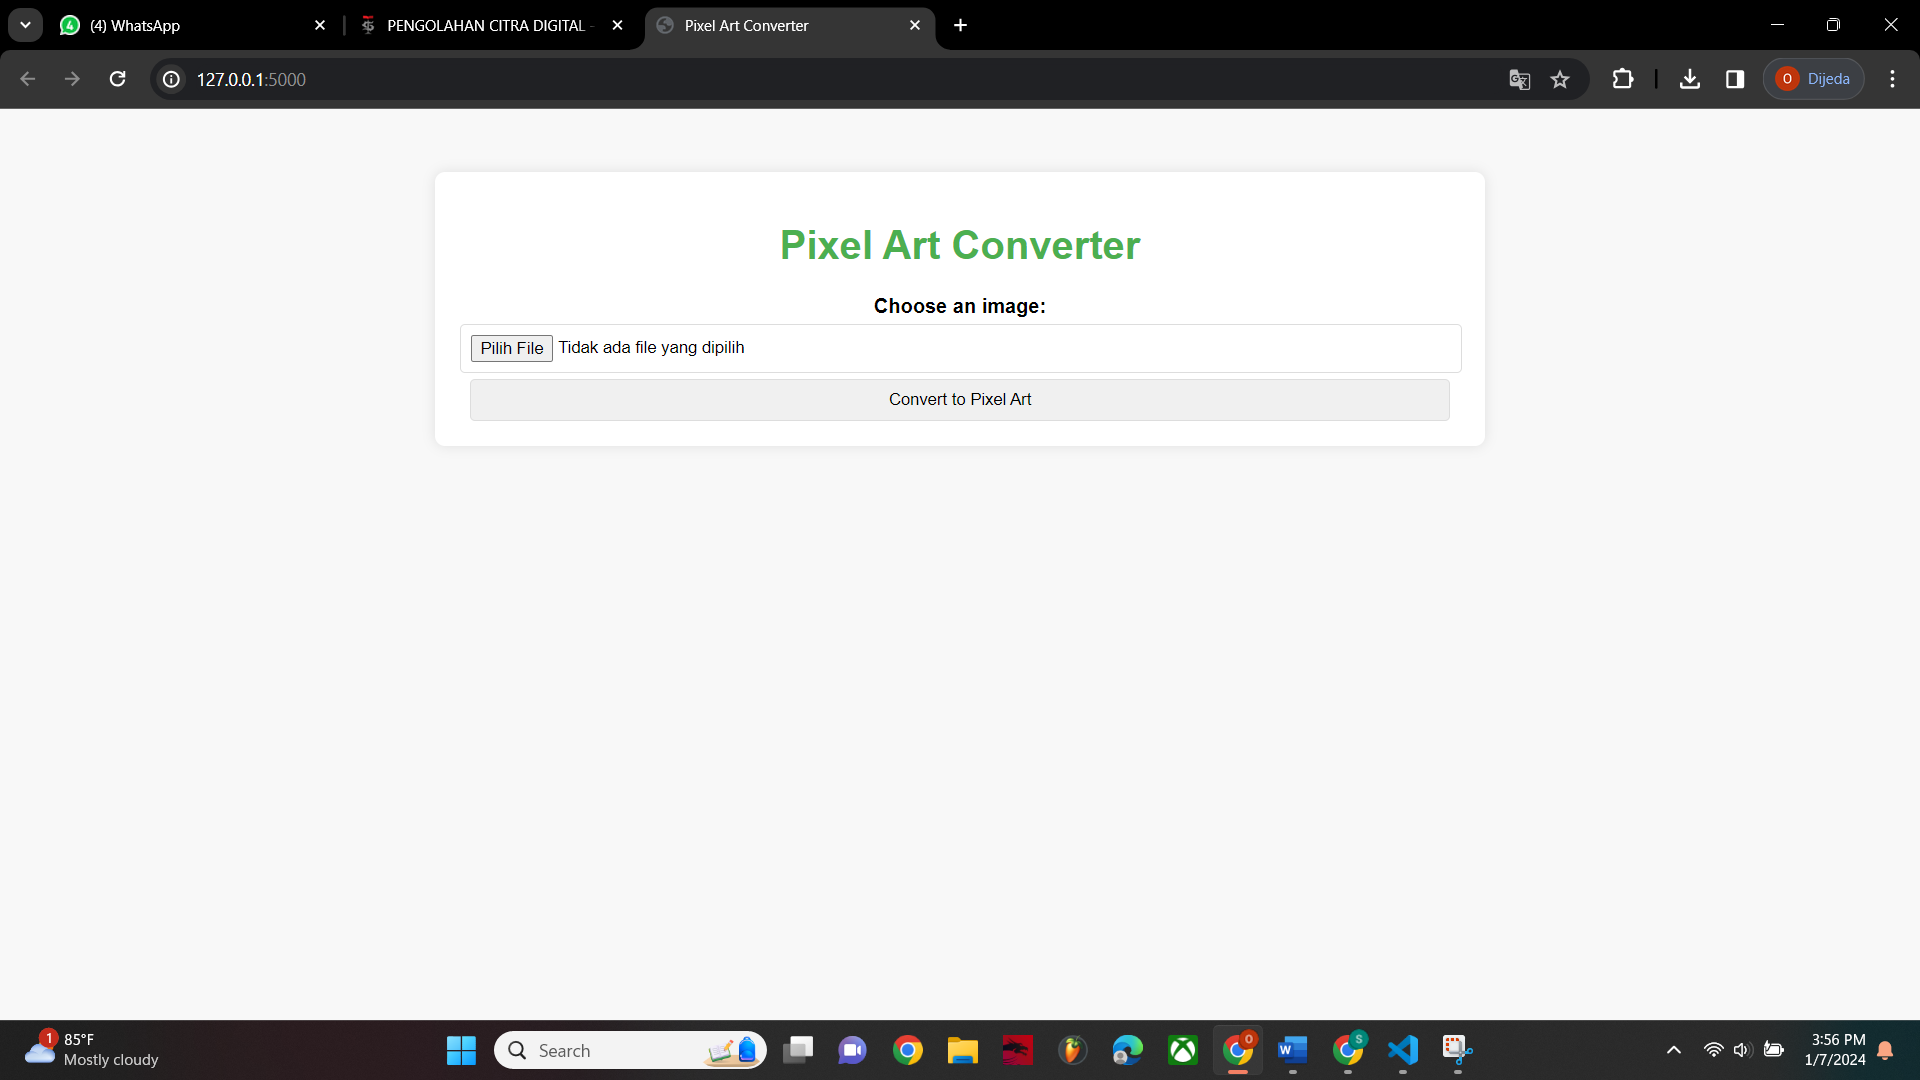 (4) WhatsApp
PENGOLAHAN CITRA DIGITAL -
Pixel Art Converter
127.0.0.1:5000
O Dijeda
Pixel Art Converter
Choose an image:
Pilih File Tidak ada file yang dipilih
Convert to Pixel Art
1
85°F
Mostly cloudy
Search
O
W
S
3:56 PM
1/7/2024